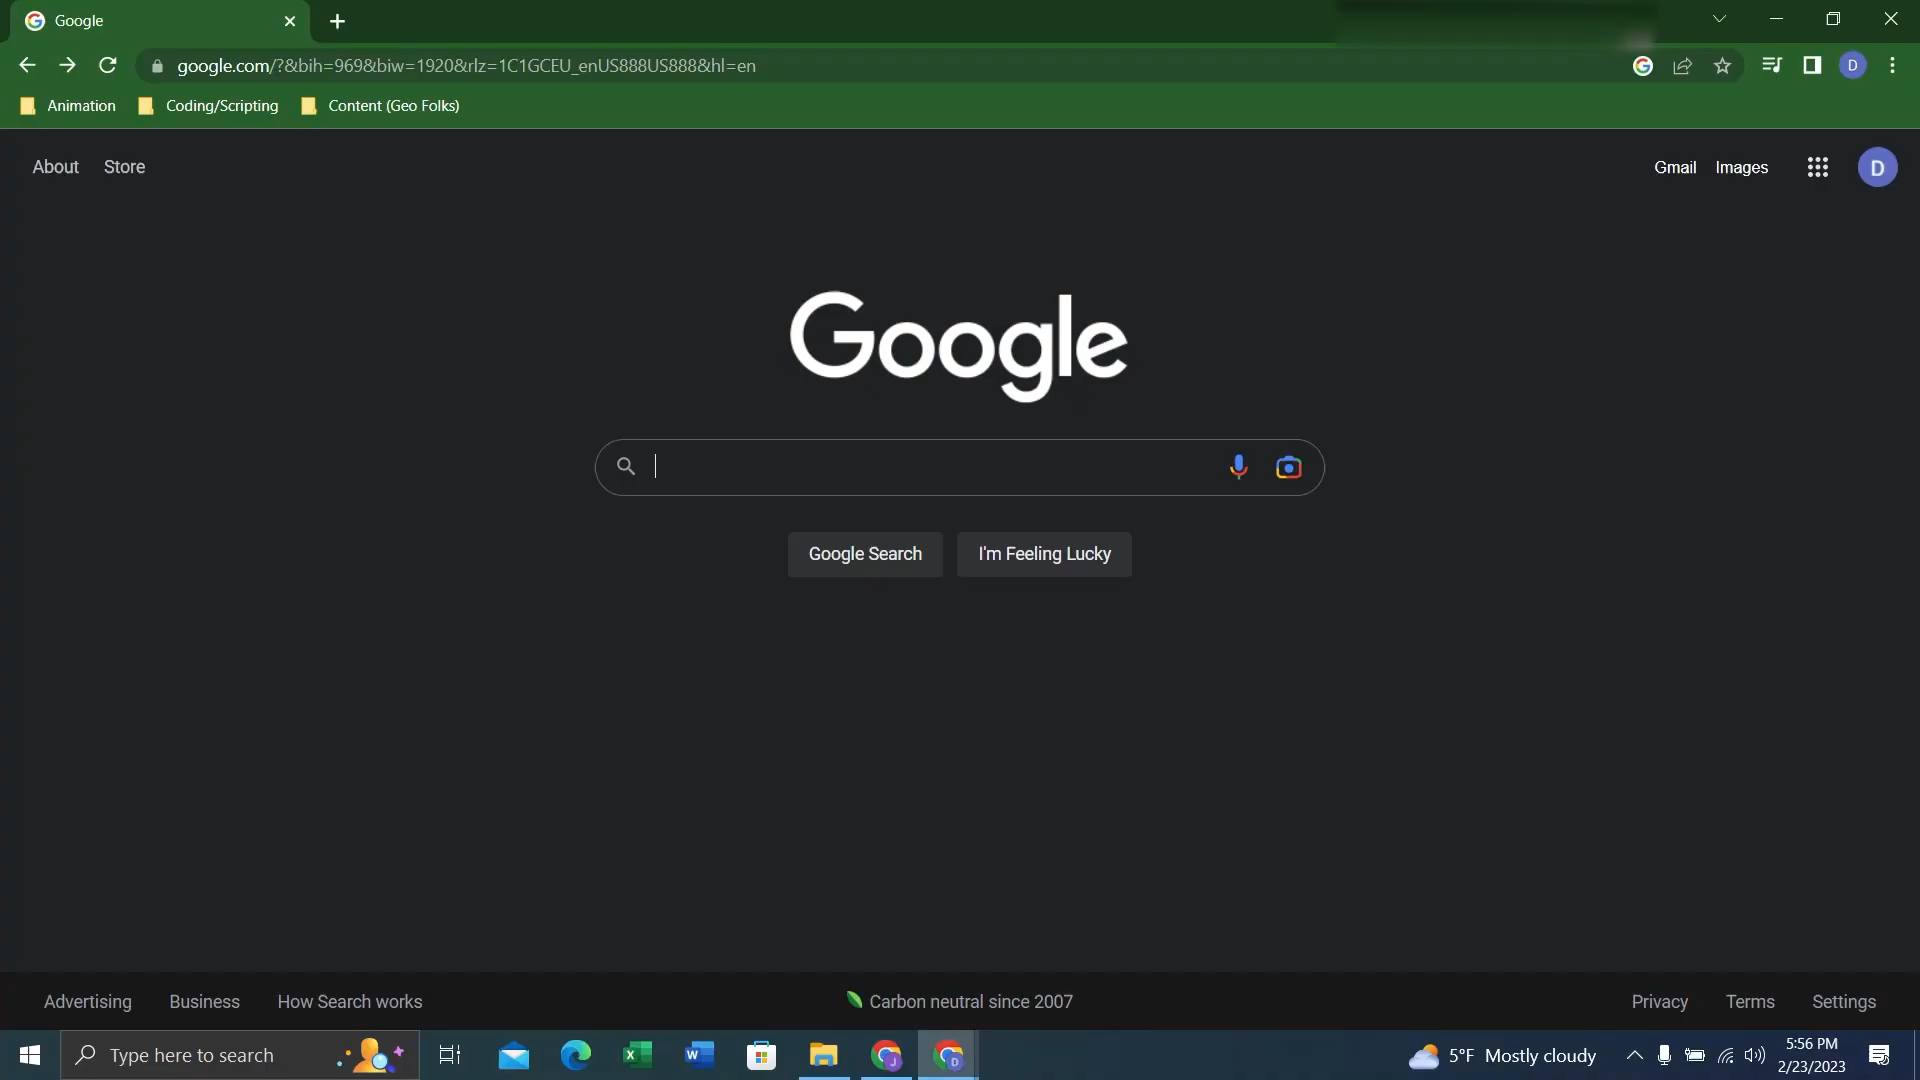 Google
google.com/?&bih=969&biw=1920&rlz=1C1GCEU_enUS888US888&hl=en
D
Animation Coding/Scripting Content (Geo Folks)
About Store Gmail Images D
Google
Google Search I'm Feeling Lucky
Advertising Business How Search works Carbon neutral since 2007 Privacy Terms Settings
Type here to search
5°F Mostly cloudy
5:56 PM
2/23/2023